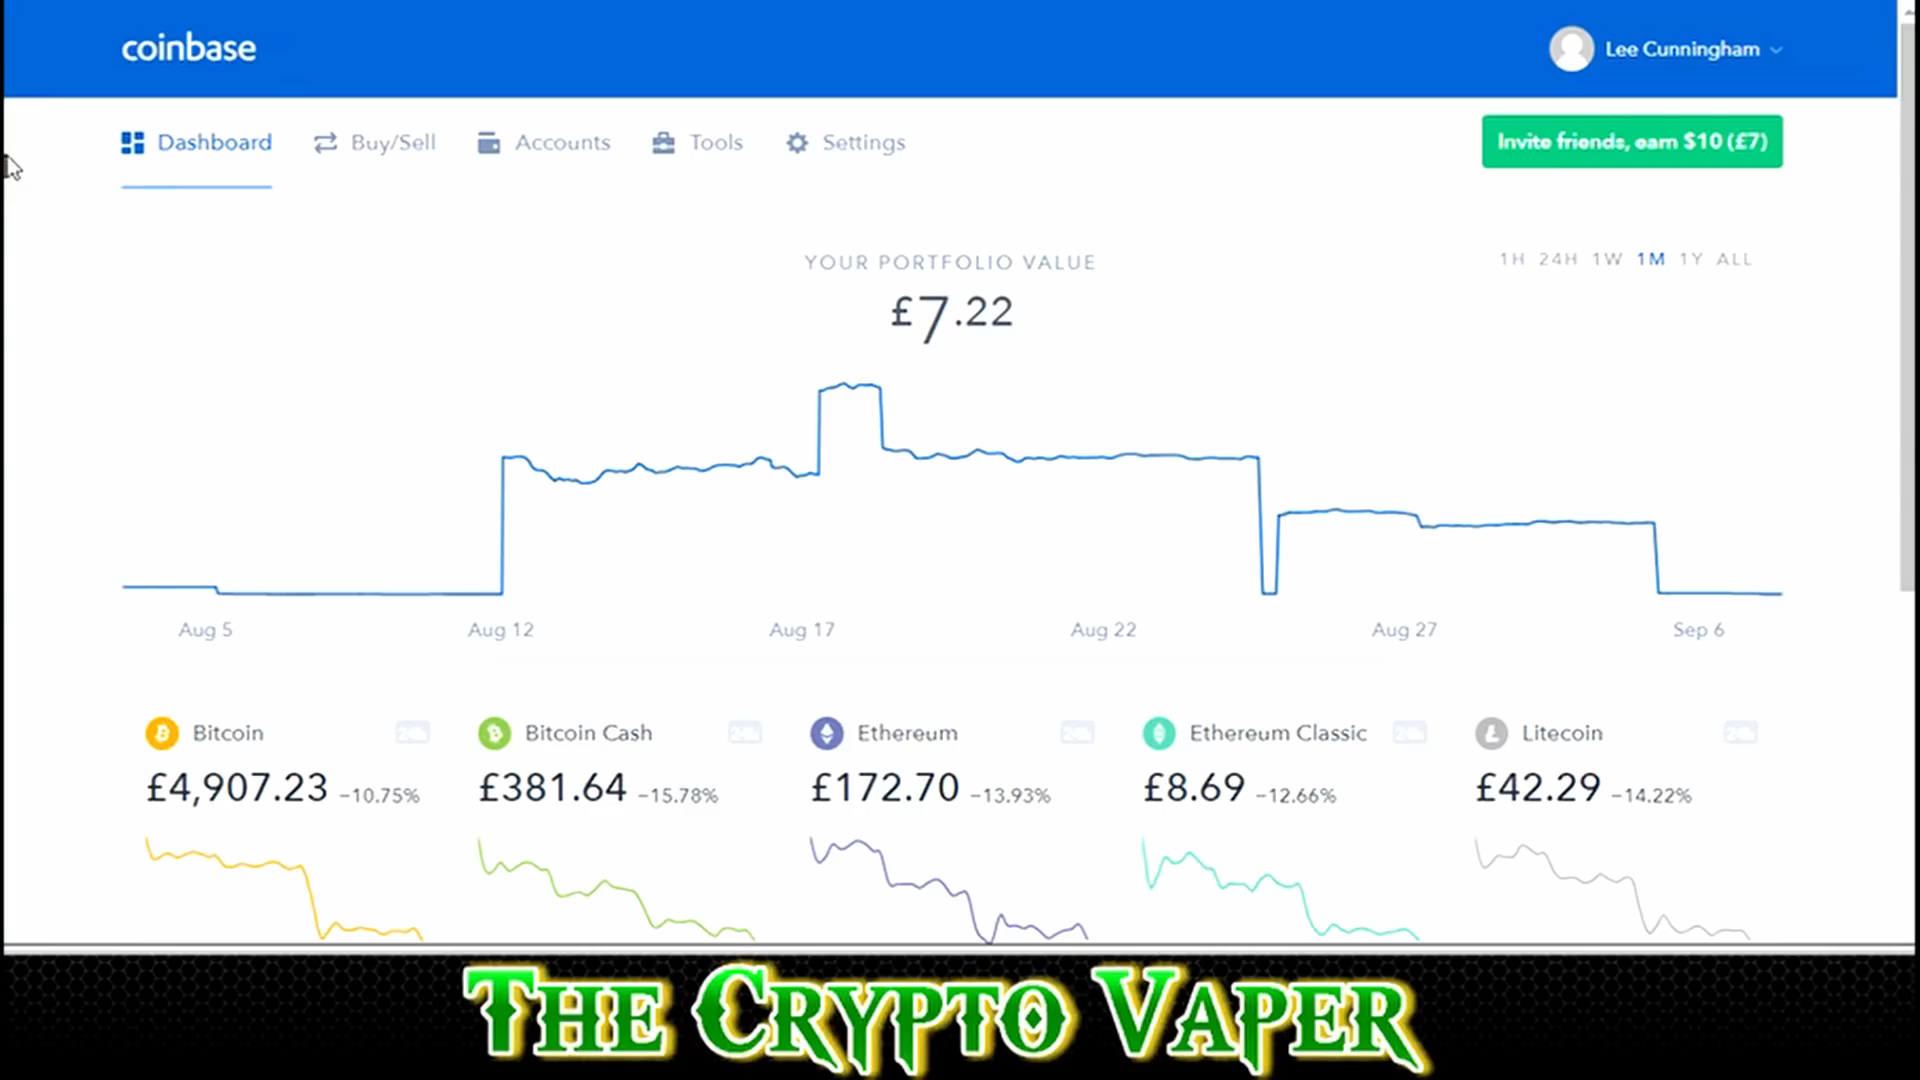 coinbase
Lee Cunningham
Dashboard Buy/Sell Accounts Tools Settings
Invite friends, earn $10 (£7)
YOUR PORTFOLIO VALUE
1H 24H 1W 1M 1Y ALL
£7.22
Aug 5 Aug 12 Aug 17 Aug 22 Aug 27 Sep 6
Bitcoin Bitcoin Cash Ethereum Ethereum Classic Litecoin
£4,907.23 -10.75% £381.64 -15.78% £172.70 -13.93% £8.69 -12.66% £42.29 -14.22%
THE CRYPTO VAPER